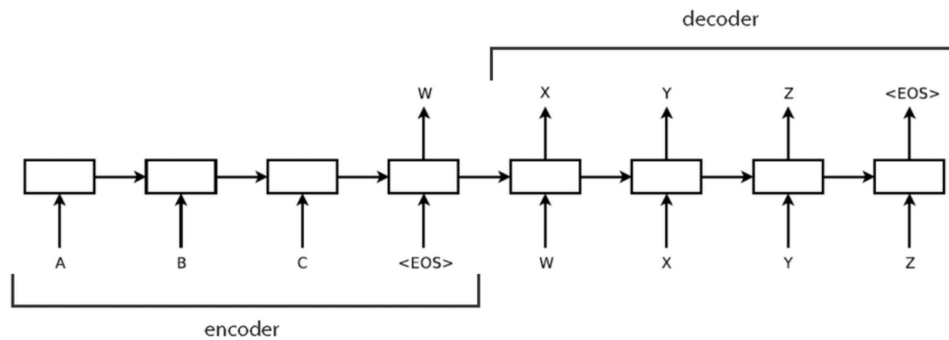 decoder
W X Y Z <EOS>
A B C <EOS> W X Y Z
encoder